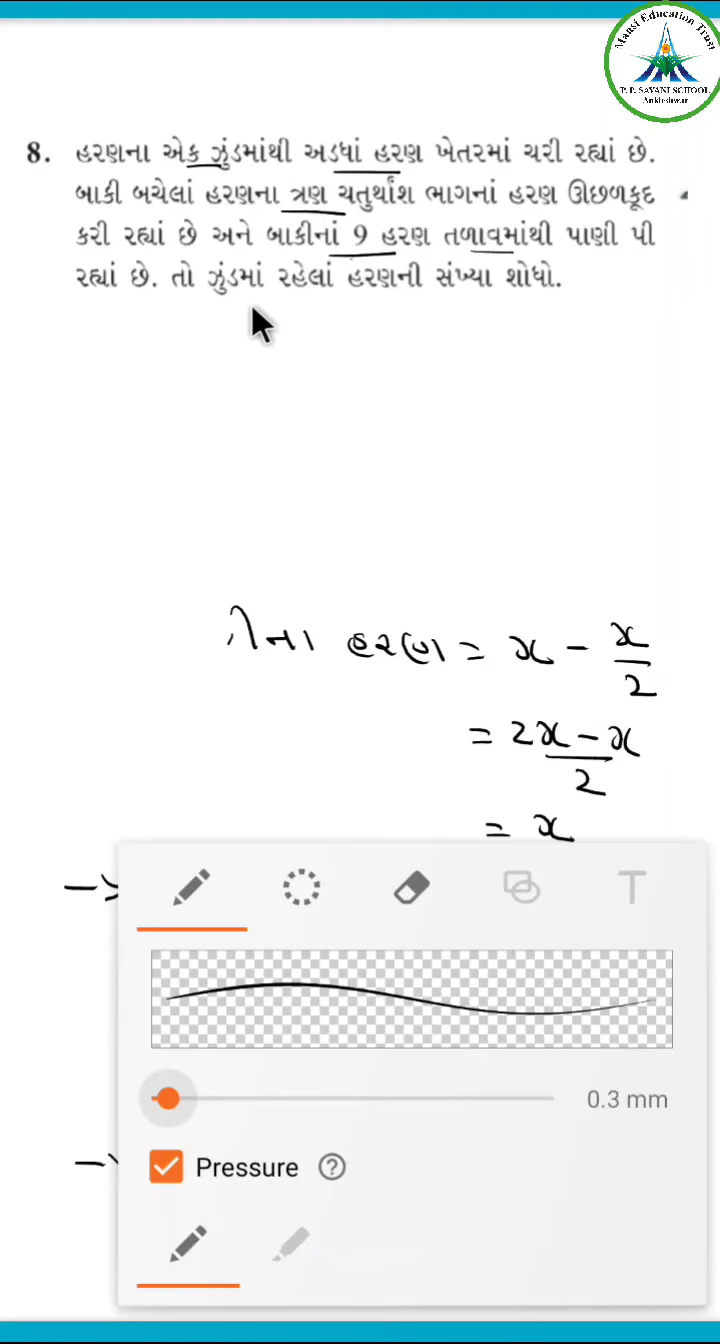 Mansi Education Trust
P. P. SAVANI SCHOOL
Ankleshwar
8. હરણના એક ઝુંડમાંથી અડધાં હરણ ખેતરમાં ચરી રહ્યાં છે.
બાકી બચેલાં હરણના ત્રણ ચતુર્થાંશ ભાગનાં હરણ ઊછળકૂદ
કરી રહ્યાં છે અને બાકીનાં 9 હરણ તળાવમાંથી પાણી પી
રહ્યાં છે. તો ઝુંડમાં રહેલાં હરણની સંખ્યા શોધો.
હરણ = x - x/2
= 2x - x/2
= x
0.3 mm
Pressure